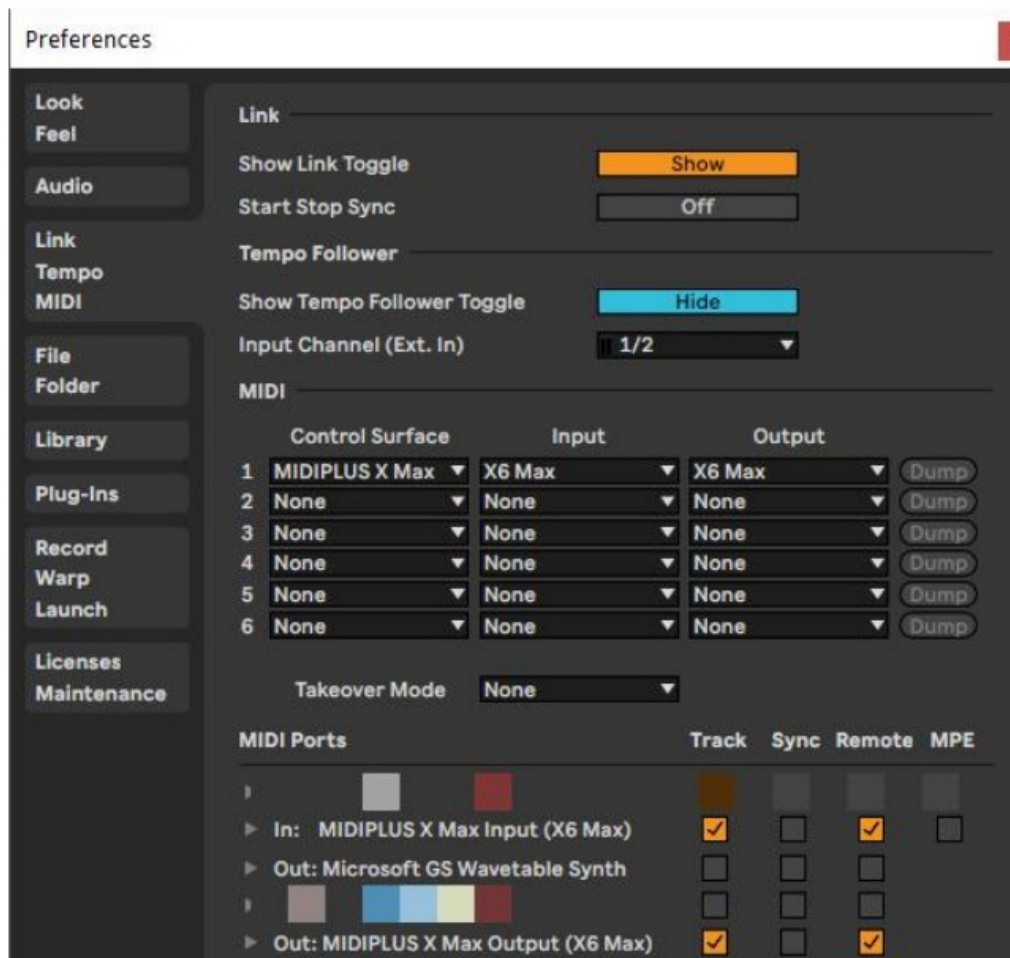 Preferences
Look
Feel
Audio
Link
Tempo
MIDI
File
Folder
Library
Plug-Ins
Record
Warp
Launch
Licenses
Maintenance
Link
Show Link Toggle Show
Start Stop Sync Off
Tempo Follower
Show Tempo Follower Toggle Hide
Input Channel (Ext. In) 1/2
MIDI
Control Surface Input Output
1 MIDIPLUS X Max X6 Max X6 Max Dump
2 None None None Dump
3 None None None Dump
4 None None None Dump
5 None None None Dump
6 None None None Dump
Takeover Mode None
MIDI Ports Track Sync Remote MPE
In: MIDIPLUS X Max Input (X6 Max)
Out: Microsoft GS Wavetable Synth
Out: MIDIPLUS X Max Output (X6 Max)